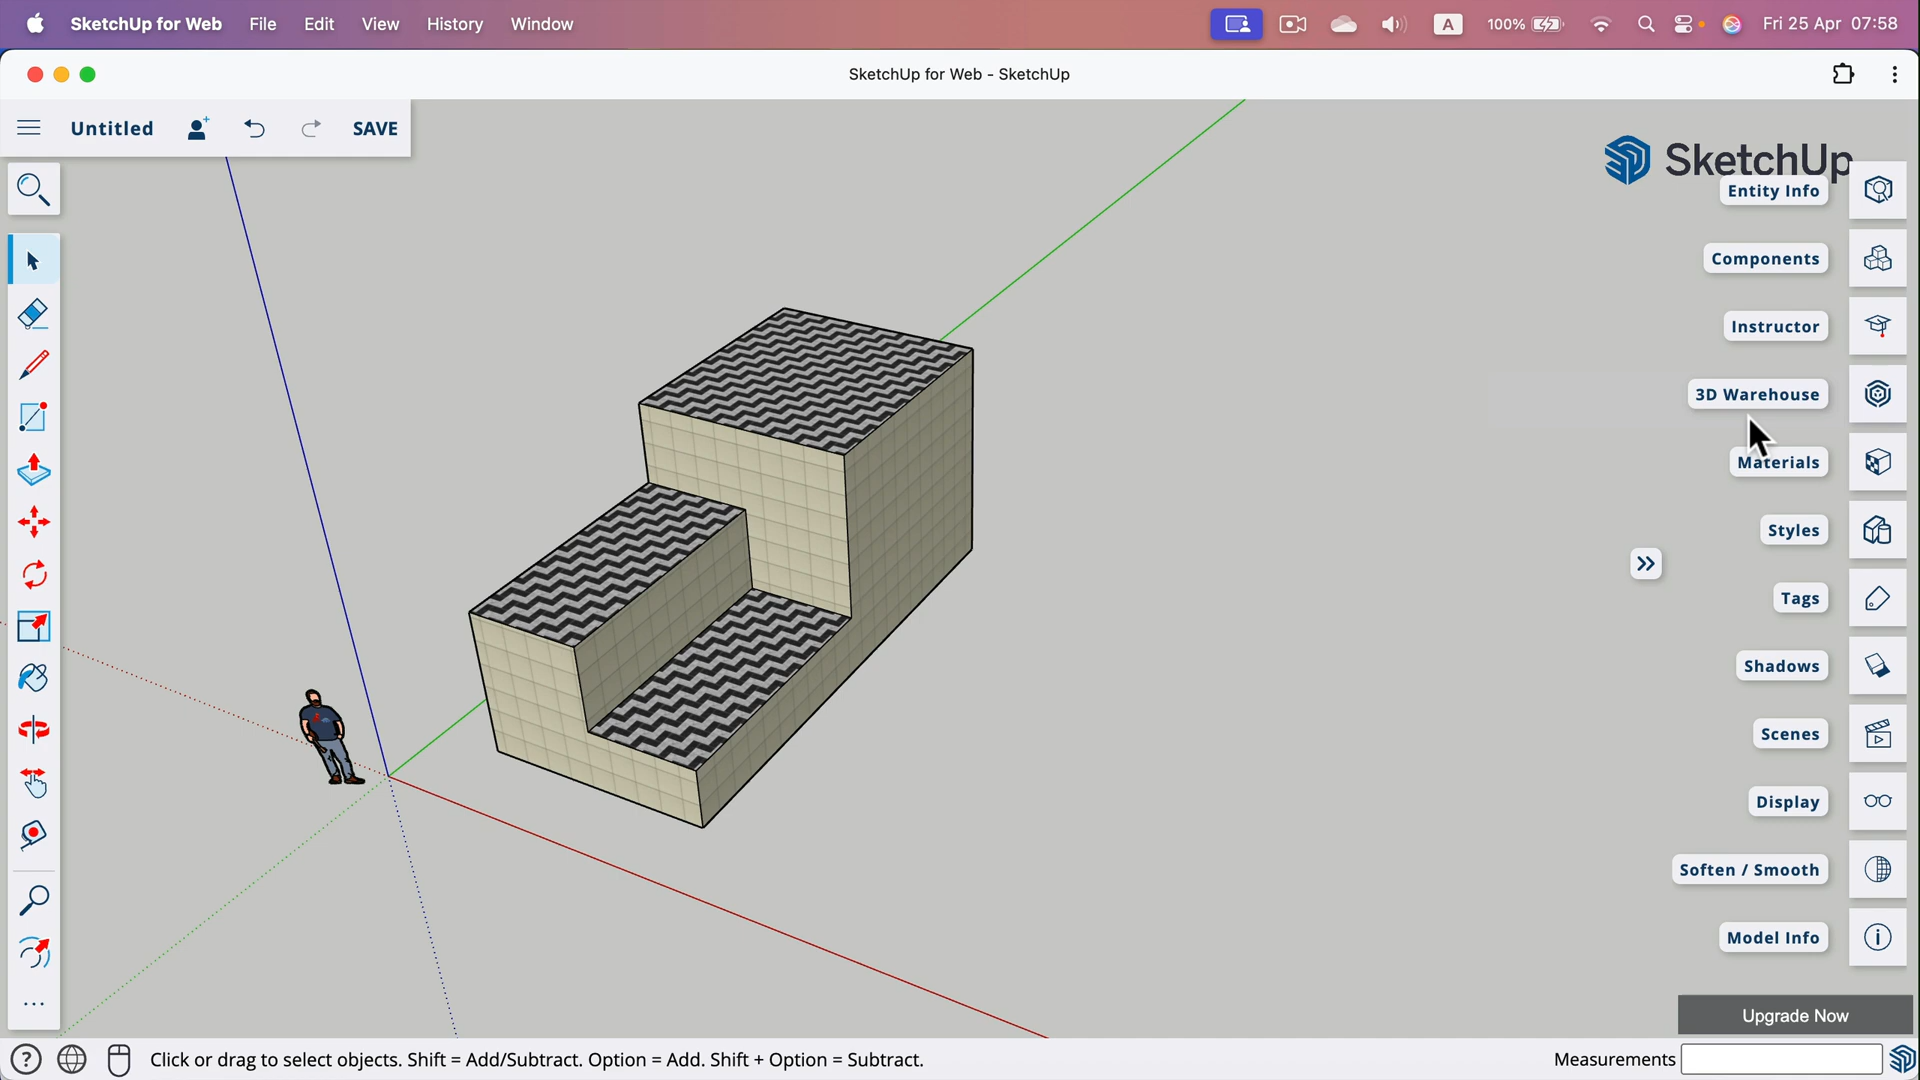 SketchUp for Web File Edit View History Window A 100% Fri 25 Apr 07:58
SketchUp for Web - SketchUp
Untitled SAVE
SketchUp
Entity Info
Components
Instructor
3D Warehouse
Materials
Styles
Tags
Shadows
Scenes
Display
Soften / Smooth
Model Info
Upgrade Now
Click or drag to select objects. Shift = Add/Subtract. Option = Add. Shift + Option = Subtract. Measurements